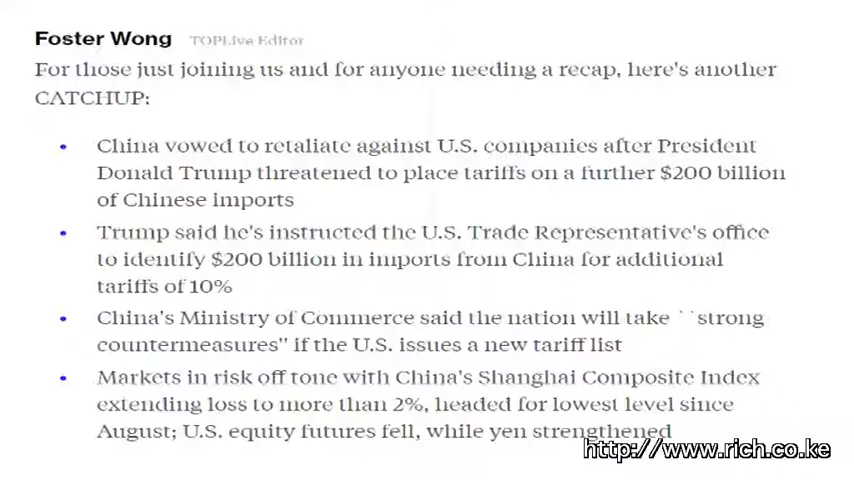 Foster Wong TOPLive Editor
For those just joining us and for anyone needing a recap, here's another
CATCHUP:
• China vowed to retaliate against U.S. companies after President
Donald Trump threatened to place tariffs on a further $200 billion
of Chinese imports
• Trump said he's instructed the U.S. Trade Representative's office
to identify $200 billion in imports from China for additional
tariffs of 10%
• China's Ministry of Commerce said the nation will take ``strong
countermeasures" if the U.S. issues a new tariff list
• Markets in risk off tone with China's Shanghai Composite Index
extending loss to more than 2%, headed for lowest level since
August; U.S. equity futures fell, while yen strengthened
http://www.rich.co.ke